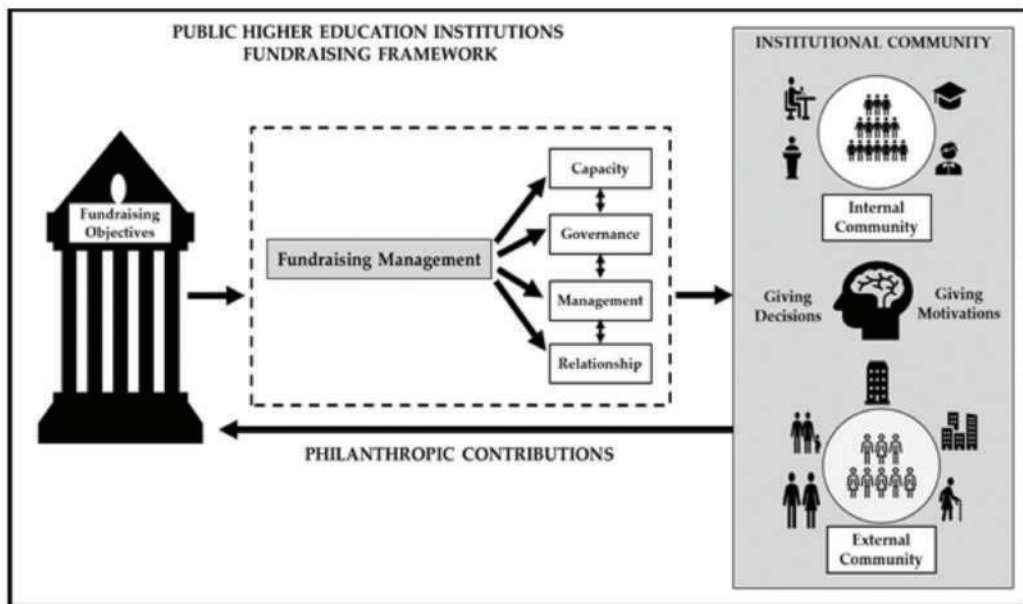 PUBLIC HIGHER EDUCATION INSTITUTIONS
FUNDRAISING FRAMEWORK
Fundraising
Objectives
Fundraising Management
Capacity
Governance
Management
Relationship
PHILANTHROPIC CONTRIBUTIONS
INSTITUTIONAL COMMUNITY
Internal
Community
Giving
Decisions
Giving
Motivations
External
Community